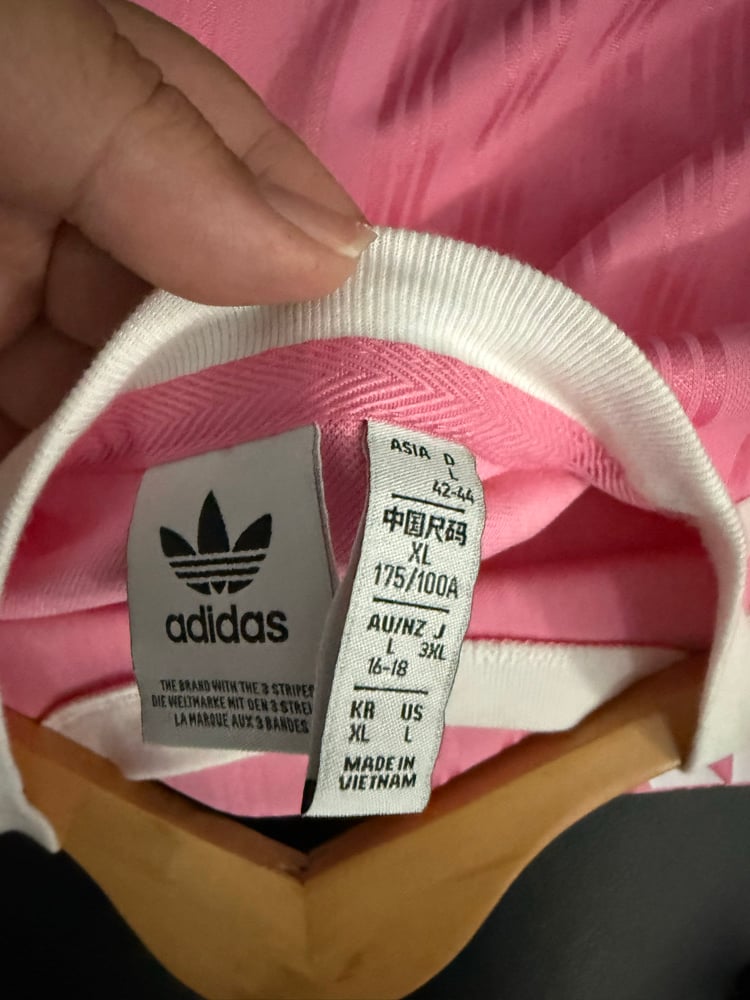 adidas
THE BRAND WITH THE 3 STRIPES
DIE WELTMARKE MIT DEN 3 STREI
LA MARQUE AUX 3 BANDES
ASIA D
L
42-44
中国尺码
XL
175/100A
AU/NZ J
L 3XL
16-18
KR US
XL L
MADE IN
VIETNAM